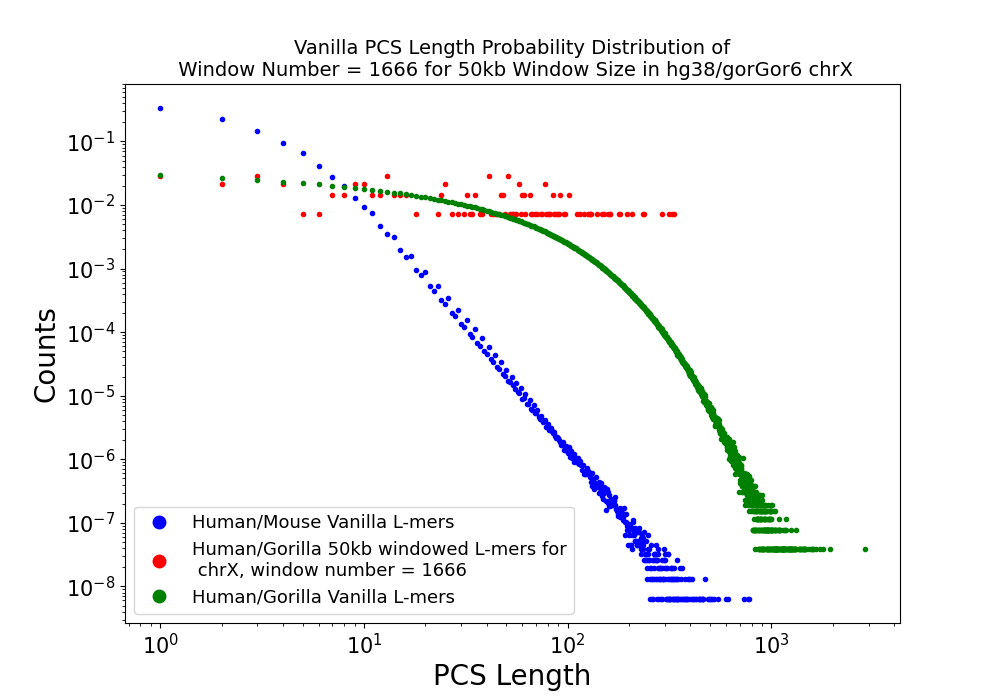 Vanilla PCS Length Probability Distribution of
Window Number = 1666 for 50kb Window Size in hg38/gorGor6 chrX
Counts
10^-1
10^-2
10^-3
10^-4
10^-5
10^-6
10^-7
10^-8
Human/Mouse Vanilla L-mers
Human/Gorilla 50kb windowed L-mers for
chrX, window number = 1666
Human/Gorilla Vanilla L-mers
10^0 10^1 10^2 10^3
PCS Length